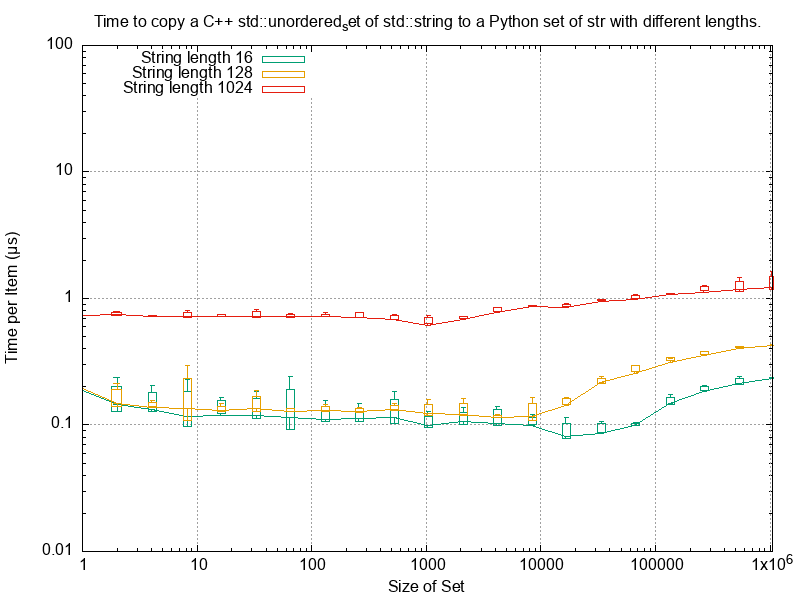 Time to copy a C++ std::unordered_set of std::string to a Python set of str with different lengths.
100
String length 16
String length 128
String length 1024
10
Time per Item (µs)
1
0.1
0.01
1 10 100 1000 10000 100000 1x10^6
Size of Set